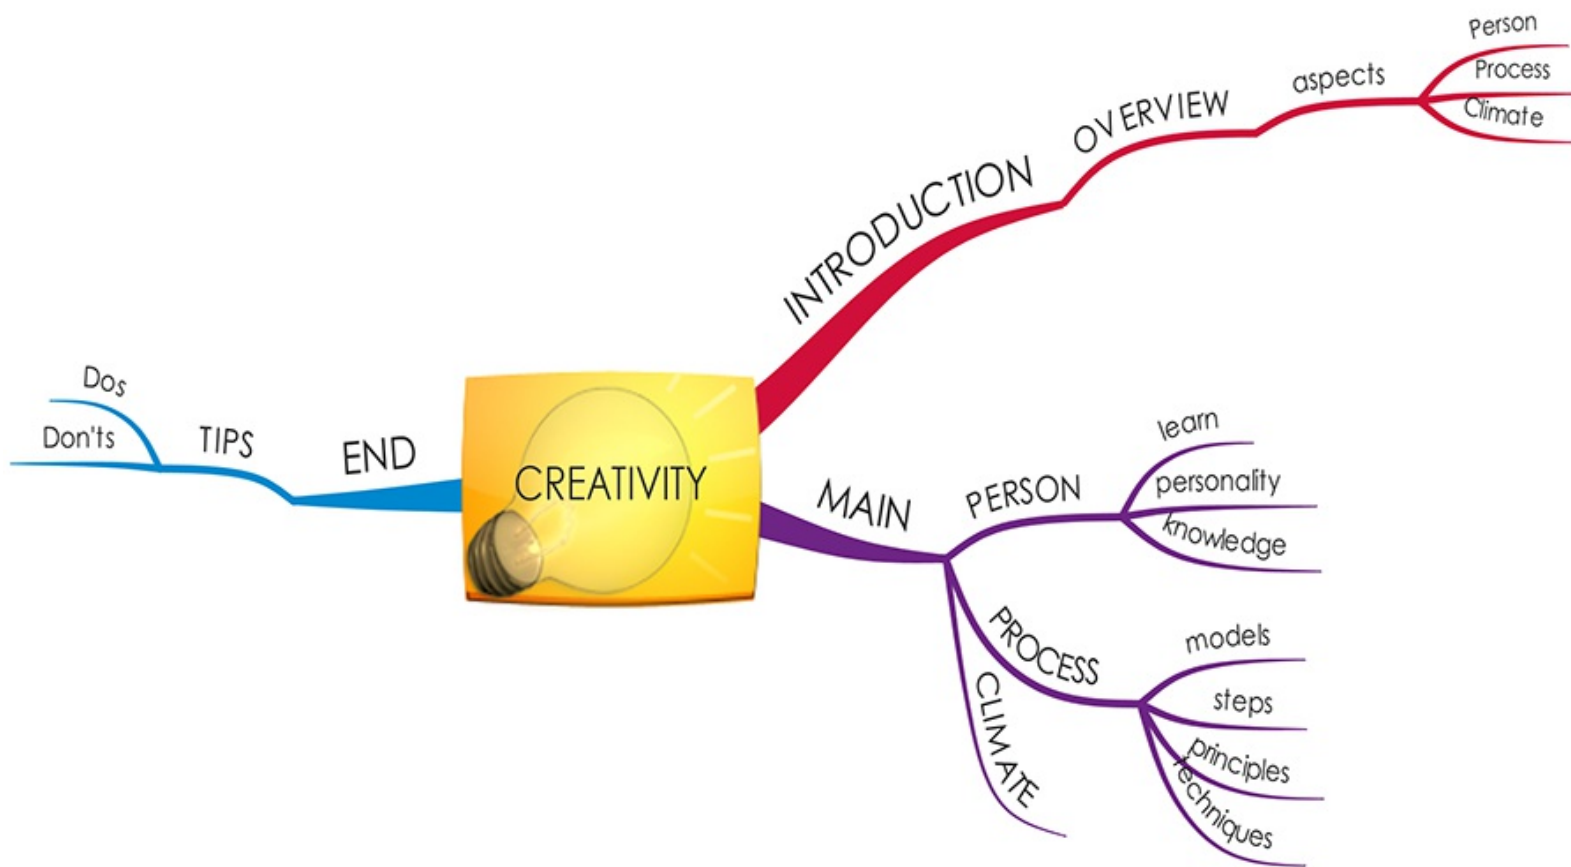 CREATIVITY
INTRODUCTION
OVERVIEW
aspects
Person
Process
Climate
MAIN
PERSON
learn
personality
knowledge
PROCESS
models
steps
principles
techniques
CLIMATE
END
TIPS
Dos
Don'ts